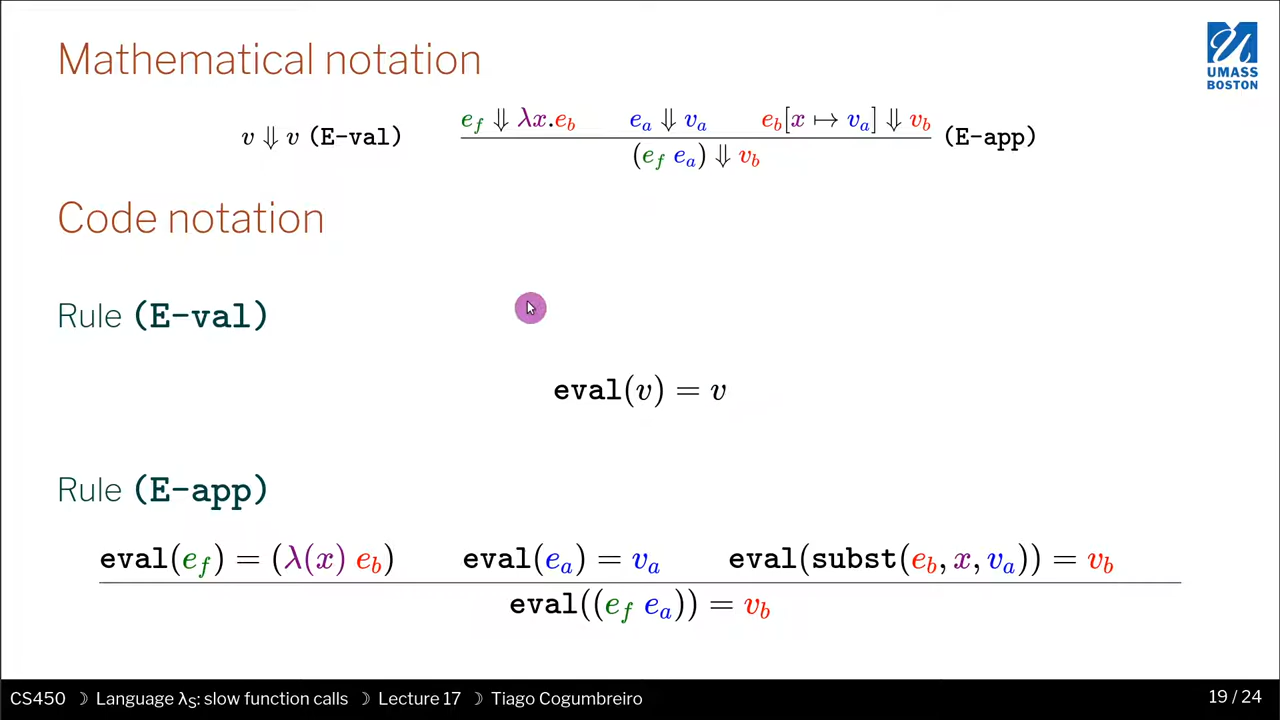 Mathematical notation
UMASS
BOSTON
v ⇓ v (E-val)
e_f ⇓ λx.e_b    e_a ⇓ v_a    e_b[x ↦ v_a] ⇓ v_b
(e_f e_a) ⇓ v_b
(E-app)
Code notation
Rule (E-val)
eval(v) = v
Rule (E-app)
eval(e_f) = (λ(x) e_b)    eval(e_a) = v_a    eval(subst(e_b, x, v_a)) = v_b
eval((e_f e_a)) = v_b
CS450 ☽ Language λ_S: slow function calls ☽ Lecture 17 ☽ Tiago Cogumbreiro
19 / 24